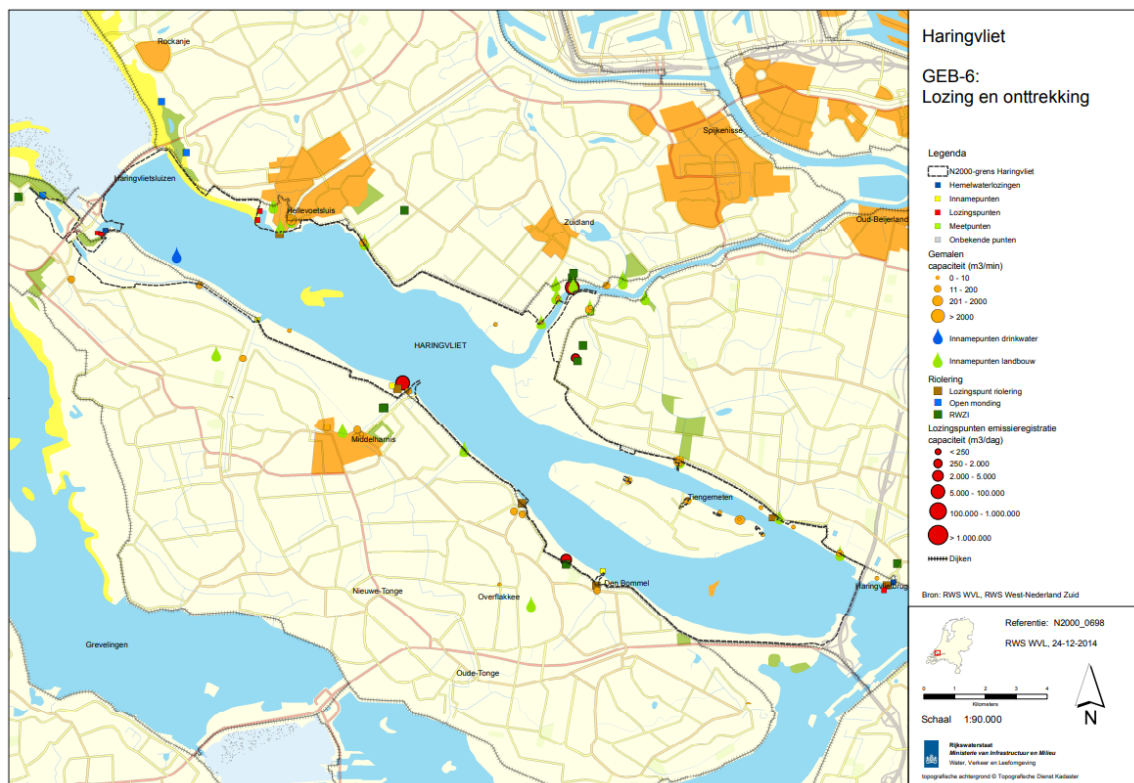 Rockanje
Haringvlietsluizen
Hellevoetsluis
Spijkenisse
Zuidland
Oud-Beijerland
HARINGVLIET
Middelharnis
Tiengemeten
Den Bommel
Haringvlietbrug
Nieuwe-Tonge
Overflakkee
Grevelingen
Oude-Tonge
Haringvliet
GEB-6:
Lozing en onttrekking
Legenda
N2000-grens Haringvliet
Hemelwaterlozingen
Innamepunten
Lozingspunten
Meetpunten
Onbekende punten
Gemalen
capaciteit (m3/min)
0 - 10
11 - 200
201 - 2000
> 2000
Innamepunten drinkwater
Innamepunten landbouw
Riolering
Lozingspunt riolering
Open monding
RWZI
Lozingspunten emissieregistratie
capaciteit (m3/dag)
< 250
250 - 2.000
2.000 - 5.000
5.000 - 100.000
100.000 - 1.000.000
> 1.000.000
Dijken
Bron: RWS WVL, RWS West-Nederland Zuid
Referentie: N2000_0698
RWS WVL, 24-12-2014
0 1 2 3 4
Kilometers
Schaal 1:90.000
N
Rijkswaterstaat
Ministerie van Infrastructuur en Milieu
Water, Verkeer en Leefomgeving
topografische achtergrond © Topografische Dienst Kadaster